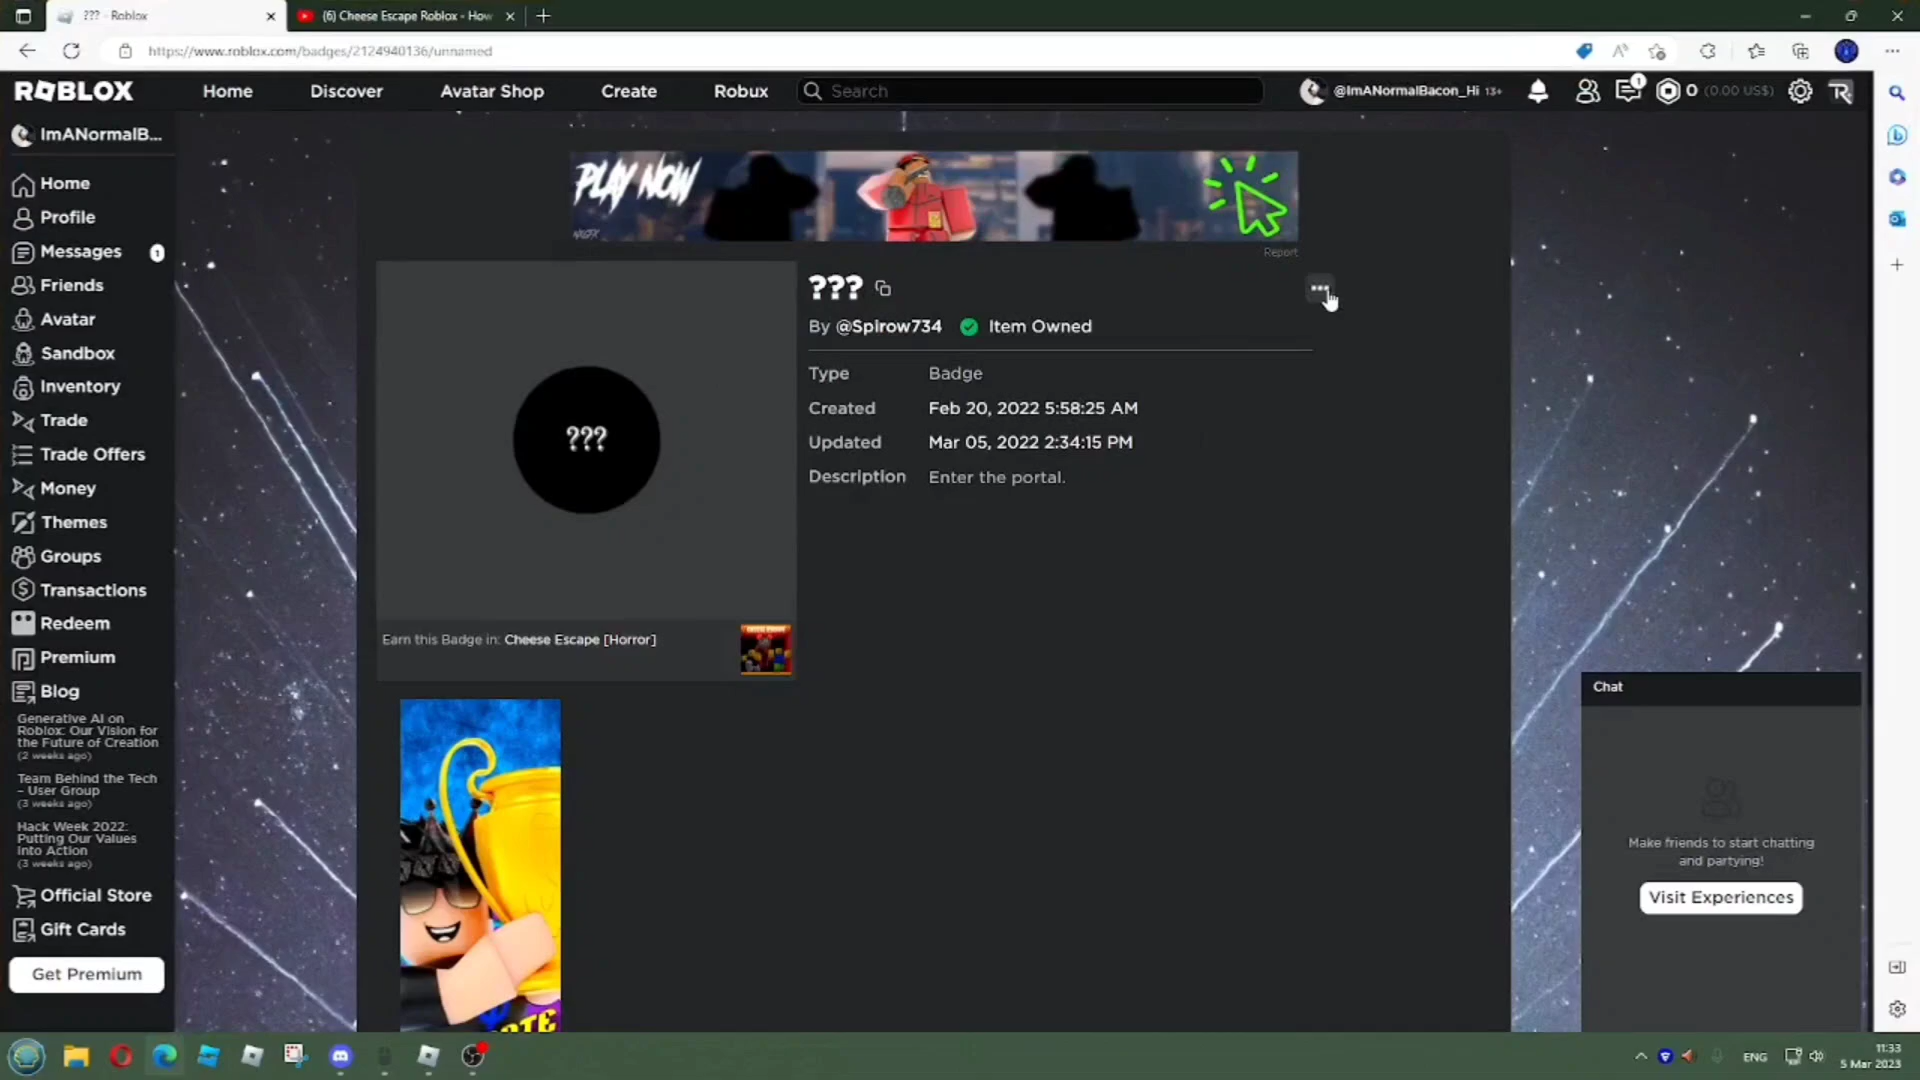 ??? - Roblox
(6) Cheese Escape Roblox - How
https://www.roblox.com/badges/2124940136/unnamed
ROBLOX
Home
Discover
Avatar Shop
Create
Robux
Search
@ImANormalBacon_Hi 13+
1
0 (0.00 US$)
ImANormalB...
Home
Profile
Messages
1
Friends
Avatar
Sandbox
Inventory
Trade
Trade Offers
Money
Themes
Groups
Transactions
Redeem
Premium
Blog
Generative AI on
Roblox: Our Vision for
the Future of Creation
(2 weeks ago)
Team Behind the Tech
– User Group
(3 weeks ago)
Hack Week 2022:
Putting Our Values
Into Action
(3 weeks ago)
Official Store
Gift Cards
Get Premium
PLAY NOW
Report
???
By @Spirow734
Item Owned
Type Badge
Created Feb 20, 2022 5:58:25 AM
Updated Mar 05, 2022 2:34:15 PM
Description Enter the portal.
???
Earn this Badge in: Cheese Escape [Horror]
Chat
Make friends to start chatting
and partying!
Visit Experiences
ENG
11:33
5 Mar 2023